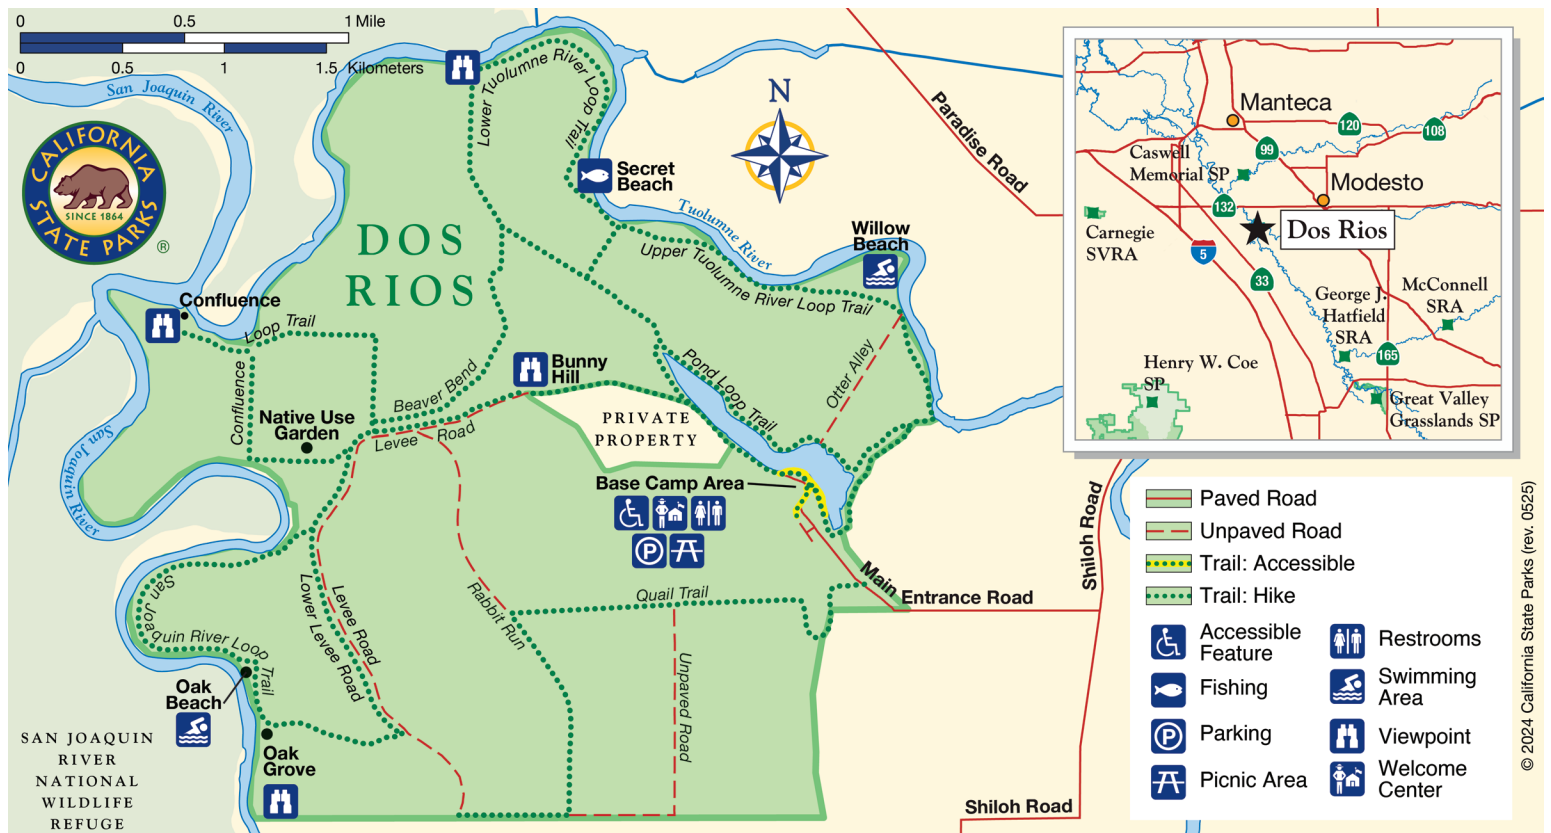 0 0.5 1 Mile
0 0.5 1 1.5 Kilometers
San Joaquin River
CALIFORNIA
STATE PARKS
SINCE 1864
®
Lower Tuolumne River Loop Trail
Secret
Beach
N
Paradise Road
Tuolumne River
Willow
Beach
DOS
RIOS
Upper Tuolumne River Loop Trail
Confluence
Loop Trail
Confluence
Beaver Bend
Bunny
Hill
Pond Loop Trail
Otter Alley
Native Use
Garden
Levee Road
PRIVATE
PROPERTY
San Joaquin River
Base Camp Area
P
Main
Entrance Road
Shiloh Road
Quail Trail
Rabbit Run
Levee Road
Lower Levee Road
San Joaquin River Loop Trail
Unpaved Road
Oak
Beach
Oak
Grove
SAN JOAQUIN
RIVER
NATIONAL
WILDLIFE
REFUGE
Shiloh Road
Manteca
120
108
99
Caswell
Memorial SP
Modesto
132
Carnegie
SVRA
5
Dos Rios
33
George J.
Hatfield
SRA
McConnell
SRA
165
Henry W. Coe
SP
Great Valley
Grasslands SP
Paved Road
Unpaved Road
Trail: Accessible
Trail: Hike
Accessible
Feature
Fishing
P Parking
Picnic Area
Restrooms
Swimming
Area
Viewpoint
Welcome
Center
© 2024 California State Parks (rev. 0525)